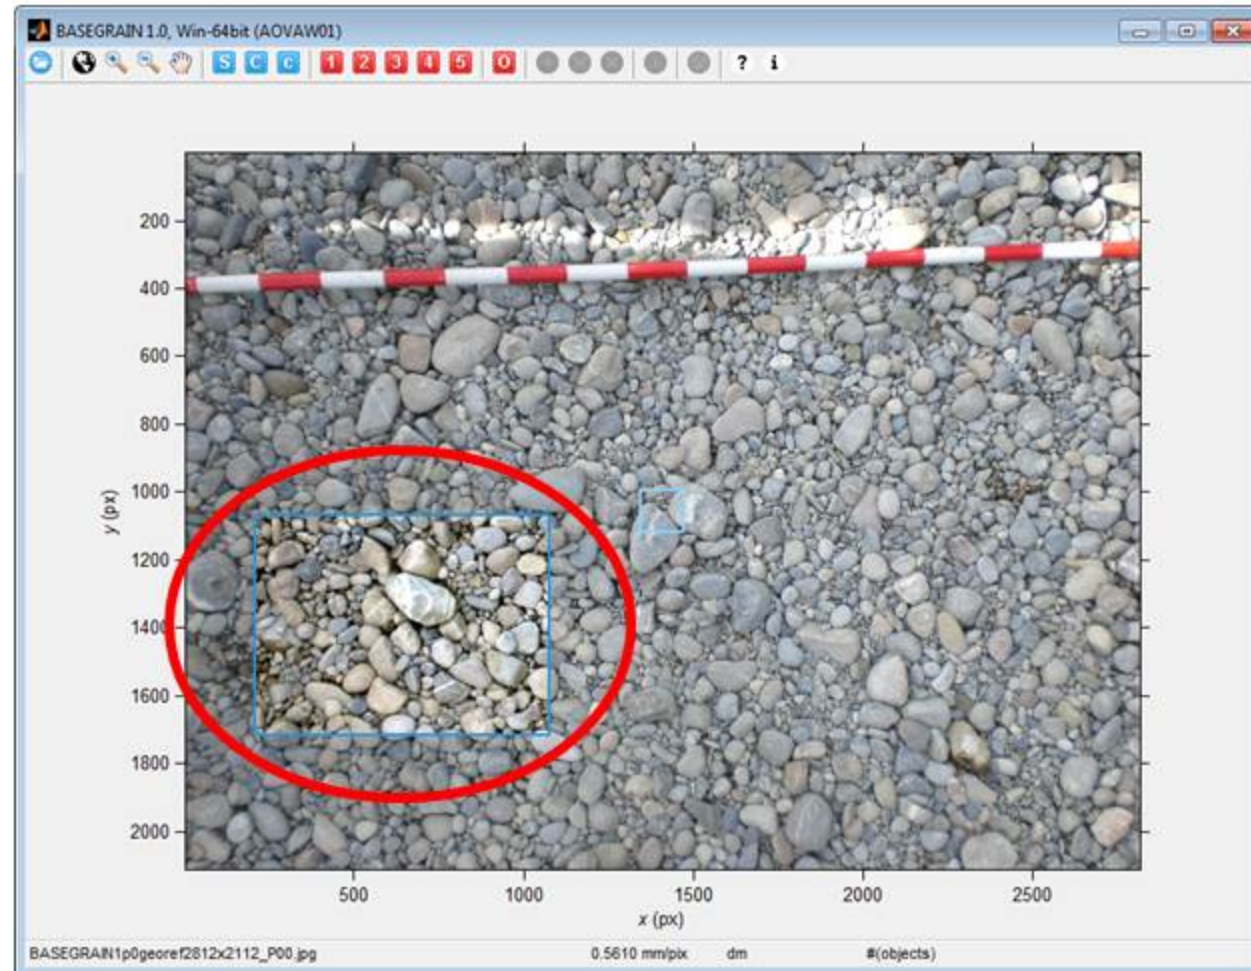 BASEGRAIN 1.0, Win-64bit (AOVAW01)
S C c 1 2 3 4 5 O ? i
200
400
600
800
1000
1200
1400
1600
1800
2000
y (px)
500 1000 1500 2000 2500
x (px)
BASEGRAIN1p0georef2812x2112_P00.jpg 0.5610 mm/pix dm #(objects)